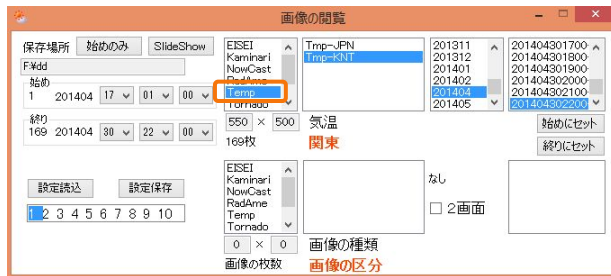 画像の閲覧
保存場所 始めのみ SlideShow
F:¥dd
始め
1 201404 17 01 00
終り
169 201404 30 22 00
設定読込 設定保存
1 2 3 4 5 6 7 8 9 10
EISEI
Kaminari
NowCast
RadAme
Temp
Tornado
550 × 500
169枚
Tmp-JPN
Tmp-KNT
気温
関東
201311
201312
201401
201402
201404
201405
201404301700
201404301800
201404301900
201404302000
201404302100
201404302200
始めにセット
終りにセット
EISEI
Kaminari
NowCast
RadAme
Temp
Tornado
0 × 0
画像の枚数
画像の種類
画像の区分
なし
2画面